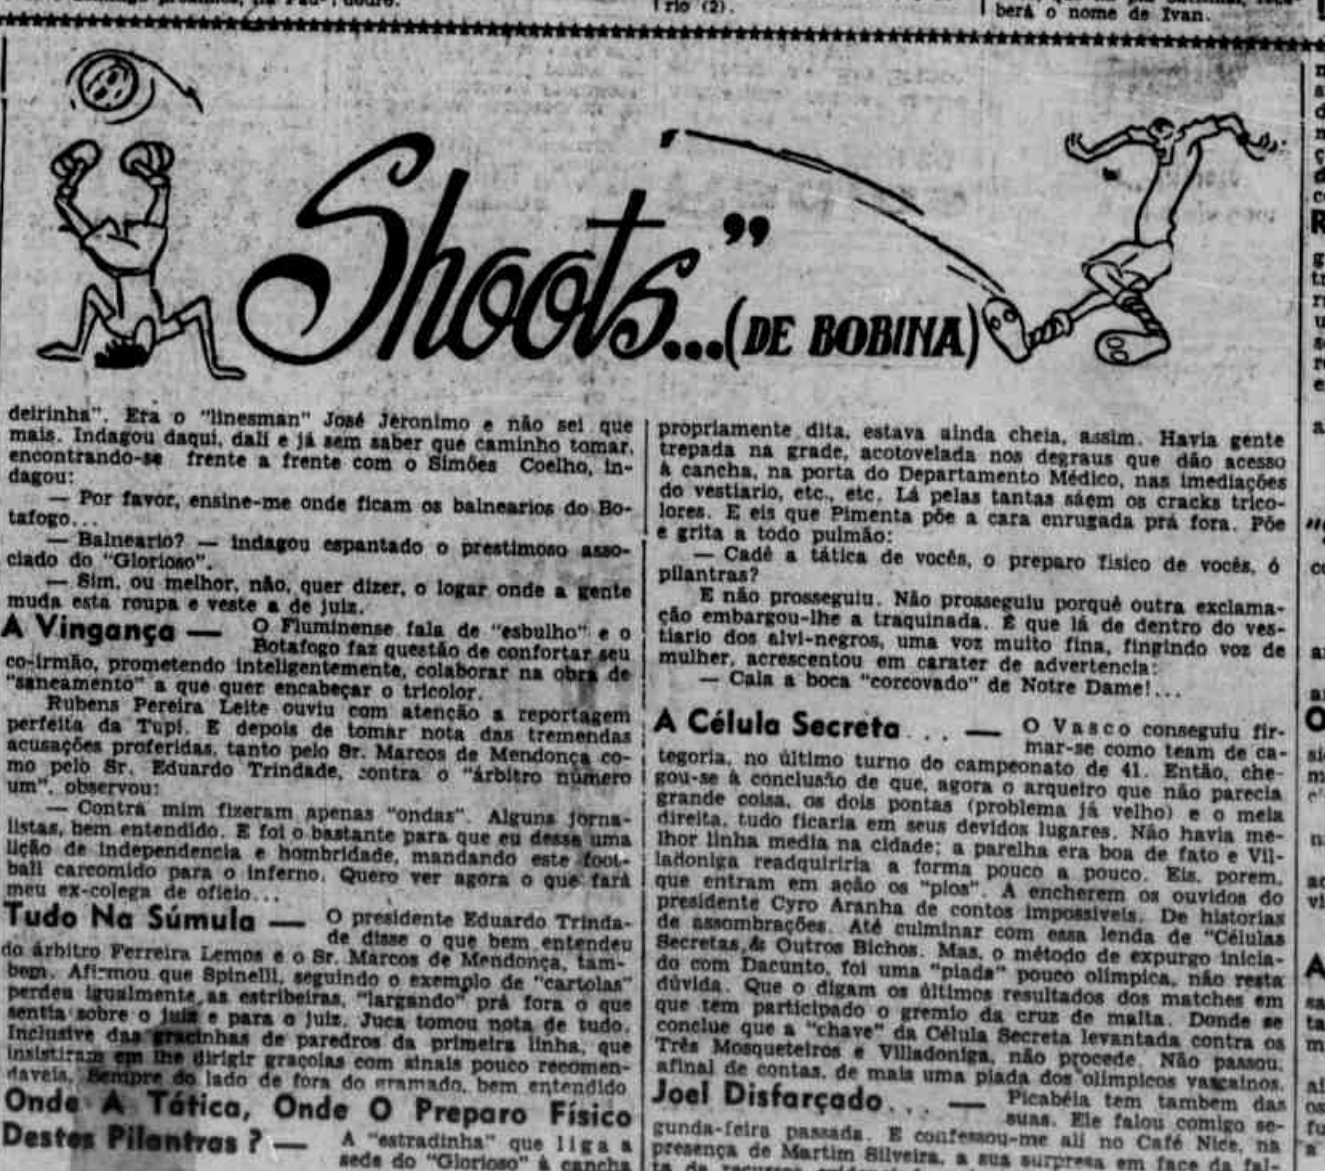 rio (2).
berá o nome de Ivan.
Shoots..."
(DE BOBINA)
deirinha". Era o "linesman" José Jeronimo e não sei que
mais. Indagou daqui, dali e já sem saber que caminho tomar,
encontrando-se frente a frente com o Simões Coelho, in-
dagou:
— Por favor, ensine-me onde ficam os balnearios do Bo-
tafogo...
— Balneario? — indagou espantado o prestimoso asso-
ciado do "Glorioso".
— Sim, ou melhor, não, quer dizer, o logar onde a gente
muda esta roupa e veste a de juiz.
A Vingança — O Fluminense fala de "esbulho" e o
Botafogo faz questão de confortar seu
co-irmão, prometendo inteligentemente, colaborar na obra de
"saneamento" a que quer encabeçar o tricolor.
Rubens Pereira Leite ouviu com atenção a reportagem
perfeita da Tupi. E depois de tomar nota das tremendas
acusações proferidas, tanto pelo Sr. Marcos de Mendonça co-
mo pelo Sr. Eduardo Trindade, contra o "árbitro número
um", observou:
— Contra mim fizeram apenas "ondas". Alguns jorna-
listas, bem entendido. E foi o bastante para que eu desse uma
lição de independencia e hombridade, mandando este foot-
ball carcomido para o inferno. Quero ver agora o que fará
meu ex-colega de oficio...
Tudo Na Súmula — O presidente Eduardo Trinda-
de disse o que bem entendeu
do árbitro Ferreira Lemos e o Sr. Marcos de Mendonça, tam-
bem. Afirmou que Spinelli, seguindo o exemplo de "cartolas"
perdeu igualmente as estribeiras, "largando" prá fora o que
sentia sobre o juiz e para o juiz. Juca tomou nota de tudo.
Inclusive das gracinhas de paredros da primeira linha, que
insistiram em lhe dirigir graçolas com sinais pouco recomen-
daveis. Sempre do lado de fora do gramado, bem entendido
Onde A Tática, Onde O Preparo Físico
Destes Pilantras ? — A "estradinha" que liga a
sede do "Glorioso" à cancha
propriamente dita, estava ainda cheia, assim. Havia gente
trepada na grade, acotovelada nos degraus que dão acesso
à cancha, na porta do Departamento Médico, nas imediações
do vestiario, etc., etc. Lá pelas tantas sáem os cracks trico-
lores. E eis que Pimenta põe a cara enrugada prá fora. Põe
e grita a todo pulmão:
— Cadê a tática de vocês, o preparo fisico de vocês, ó
pilantras?
E não prosseguiu. Não prosseguiu porquê outra exclama-
ção embargou-lhe a traquinada. É que lá de dentro do ves-
tiario dos alvi-negros, uma voz muito fina, fingindo voz de
mulher, acrescentou em carater de advertencia:
— Cala a boca "corcovado" de Notre Dame!...
A Célula Secreta... — O Vasco conseguiu fir-
mar-se como team de ca-
tegoria, no último turno do campeonato de 41. Então, che-
gou-se à conclusão de que, agora o arqueiro que não parecia
grande coisa, os dois pontas (problema já velho) e o meia
direita, tudo ficaria em seus devidos lugares. Não havia me-
lhor linha media na cidade; a parelha era boa de fato e Vil-
ladoniga readquiriria a forma pouco a pouco. Eis, porem,
que entram em ação os "pios". A encherem os ouvidos do
presidente Cyro Aranha de contos impossiveis. De historias
de assombrações. Até culminar com essa lenda de "Células
Secretas & Outros Bichos. Mas, o método de expurgo inicia-
do com Dacunto, foi uma "piada" pouco olimpica, não resta
dúvida. Que o digam os últimos resultados dos matches em
que tem participado o gremio da cruz de malta. Donde se
conclue que a "chave" da Célula Secreta levantada contra os
Três Mosqueteiros e Villadoniga, não procede. Não passou,
afinal de contas, de mais uma piada dos olimpicos vascainos.
Joel Disfarçado... — Picabéia tem tambem das
suas. Ele falou comigo se-
gunda-feira passada. E confessou-me ali no Café Nice, na
presença de Martim Silveira, a sua surpresa em face da fal-